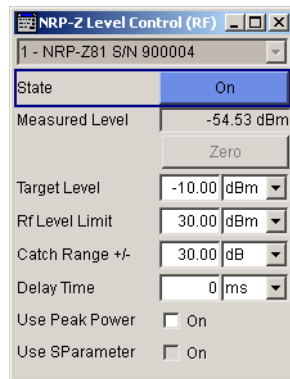 NRP-Z Level Control (RF)
1 - NRP-Z81 S/N 900004
State On
Measured Level -54.53 dBm
Zero
Target Level -10.00 dBm
Rf Level Limit 30.00 dBm
Catch Range +/- 30.00 dB
Delay Time 0 ms
Use Peak Power On
Use SParameter On